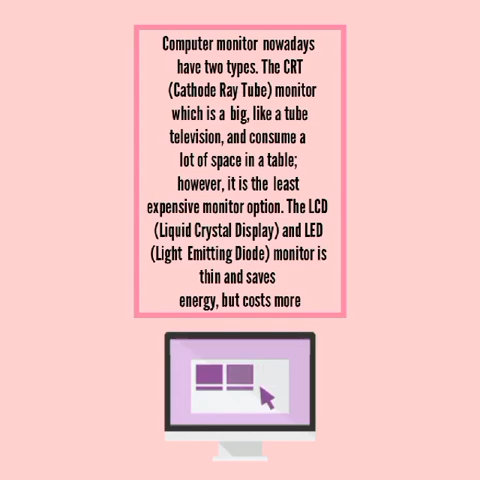 Computer monitor nowadays
have two types. The CRT
(Cathode Ray Tube) monitor
which is a big, like a tube
television, and consume a
lot of space in a table;
however, it is the least
expensive monitor option. The LCD
(Liquid Crystal Display) and LED
(Light Emitting Diode) monitor is
thin and saves
energy, but costs more